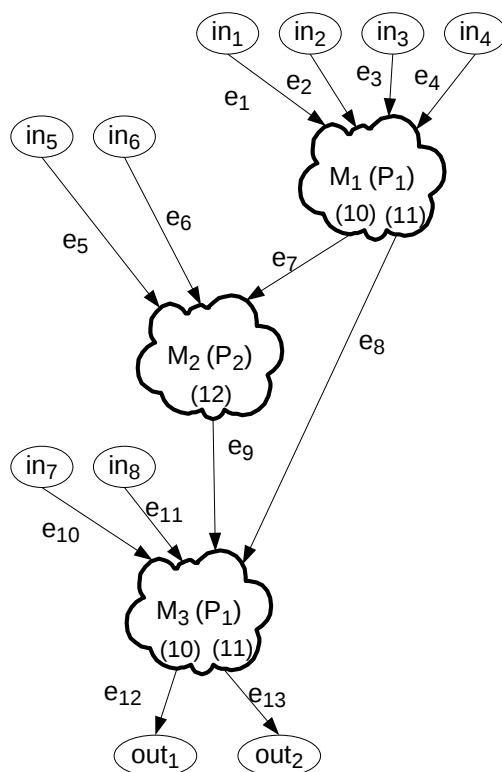 in₁ in₂ in₃ in₄
e₁ e₂ e₃ e₄
in₅ in₆
M₁ (P₁)
(10) (11)
e₅ e₆ e₇
e₈
M₂ (P₂)
(12)
e₉
in₇ in₈
e₁₀ e₁₁
M₃ (P₁)
(10) (11)
e₁₂ e₁₃
out₁ out₂